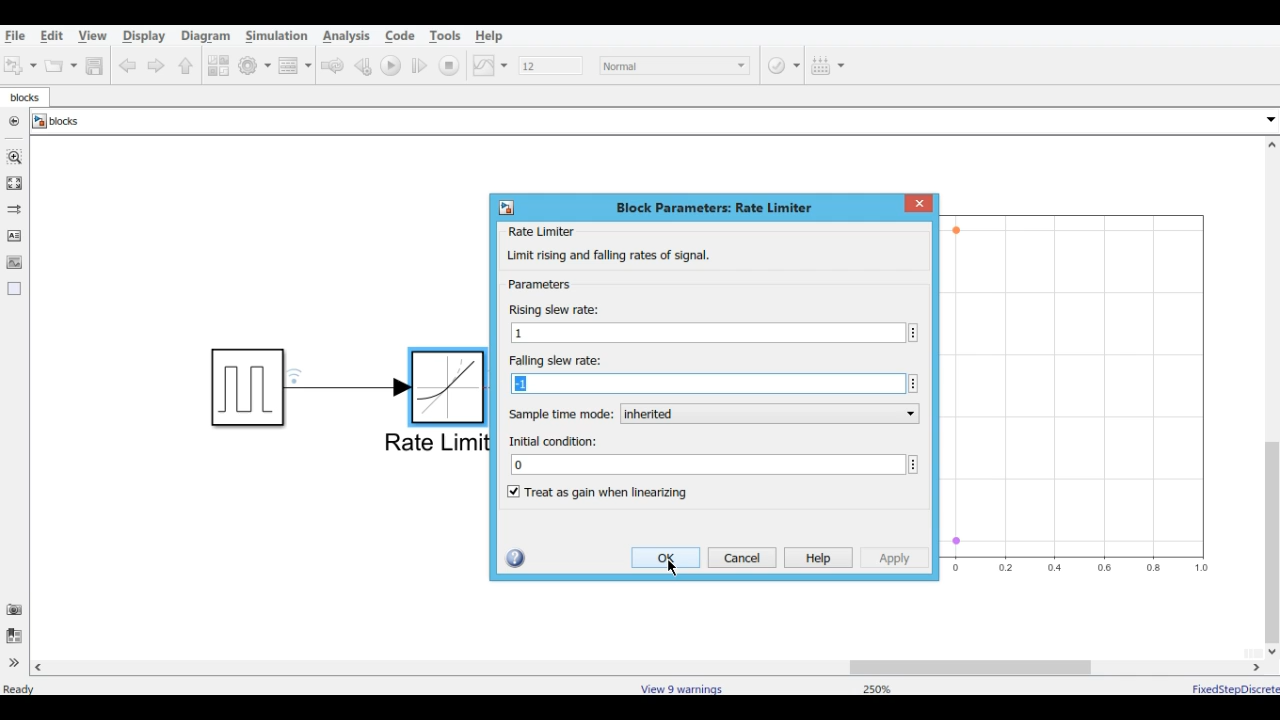 File Edit View Display Diagram Simulation Analysis Code Tools Help
12 Normal
blocks
blocks
Block Parameters: Rate Limiter
Rate Limiter
Limit rising and falling rates of signal.
Parameters
Rising slew rate:
1
Falling slew rate:
-1
Sample time mode: inherited
Initial condition:
0
Treat as gain when linearizing
OK Cancel Help Apply
Rate Limit
0 0.2 0.4 0.6 0.8 1.0
Ready View 9 warnings 250% FixedStepDiscrete